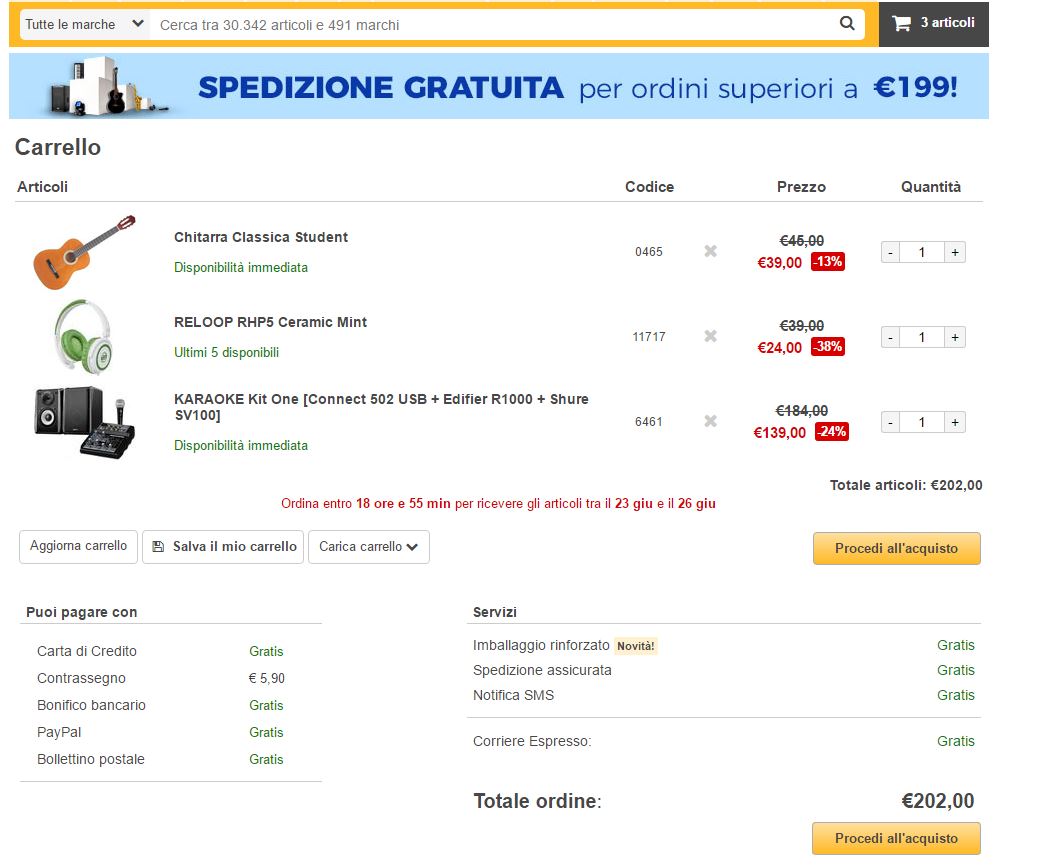 Tutte le marche
Cerca tra 30.342 articoli e 491 marchi
3 articoli
SPEDIZIONE GRATUITA per ordini superiori a €199!
Carrello
Articoli Codice Prezzo Quantità
Chitarra Classica Student
Disponibilità immediata
0465
€45,00
€39,00 -13%
- 1 +
RELOOP RHP5 Ceramic Mint
Ultimi 5 disponibili
11717
€39,00
€24,00 -38%
- 1 +
KARAOKE Kit One [Connect 502 USB + Edifier R1000 + Shure
SV100]
Disponibilità immediata
6461
€184,00
€139,00 -24%
- 1 +
Totale articoli: €202,00
Ordina entro 18 ore e 55 min per ricevere gli articoli tra il 23 giu e il 26 giu
Aggiorna carrello
Salva il mio carrello
Carica carrello
Procedi all'acquisto
Puoi pagare con
Carta di Credito Gratis
Contrassegno € 5,90
Bonifico bancario Gratis
PayPal Gratis
Bollettino postale Gratis
Servizi
Imballaggio rinforzato Novità! Gratis
Spedizione assicurata Gratis
Notifica SMS Gratis
Corriere Espresso: Gratis
Totale ordine: €202,00
Procedi all'acquisto